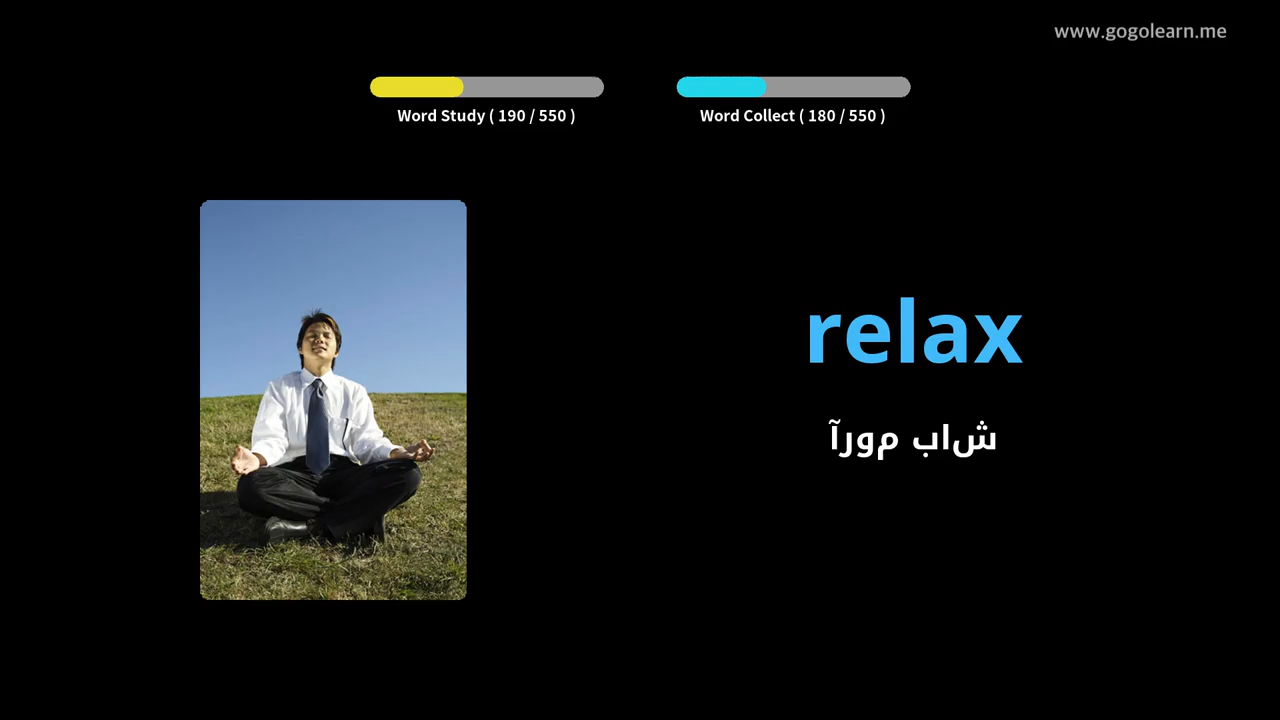 www.gogolearn.me
Word Study ( 190 / 550 )
Word Collect ( 180 / 550 )
relax
شاب مورآ